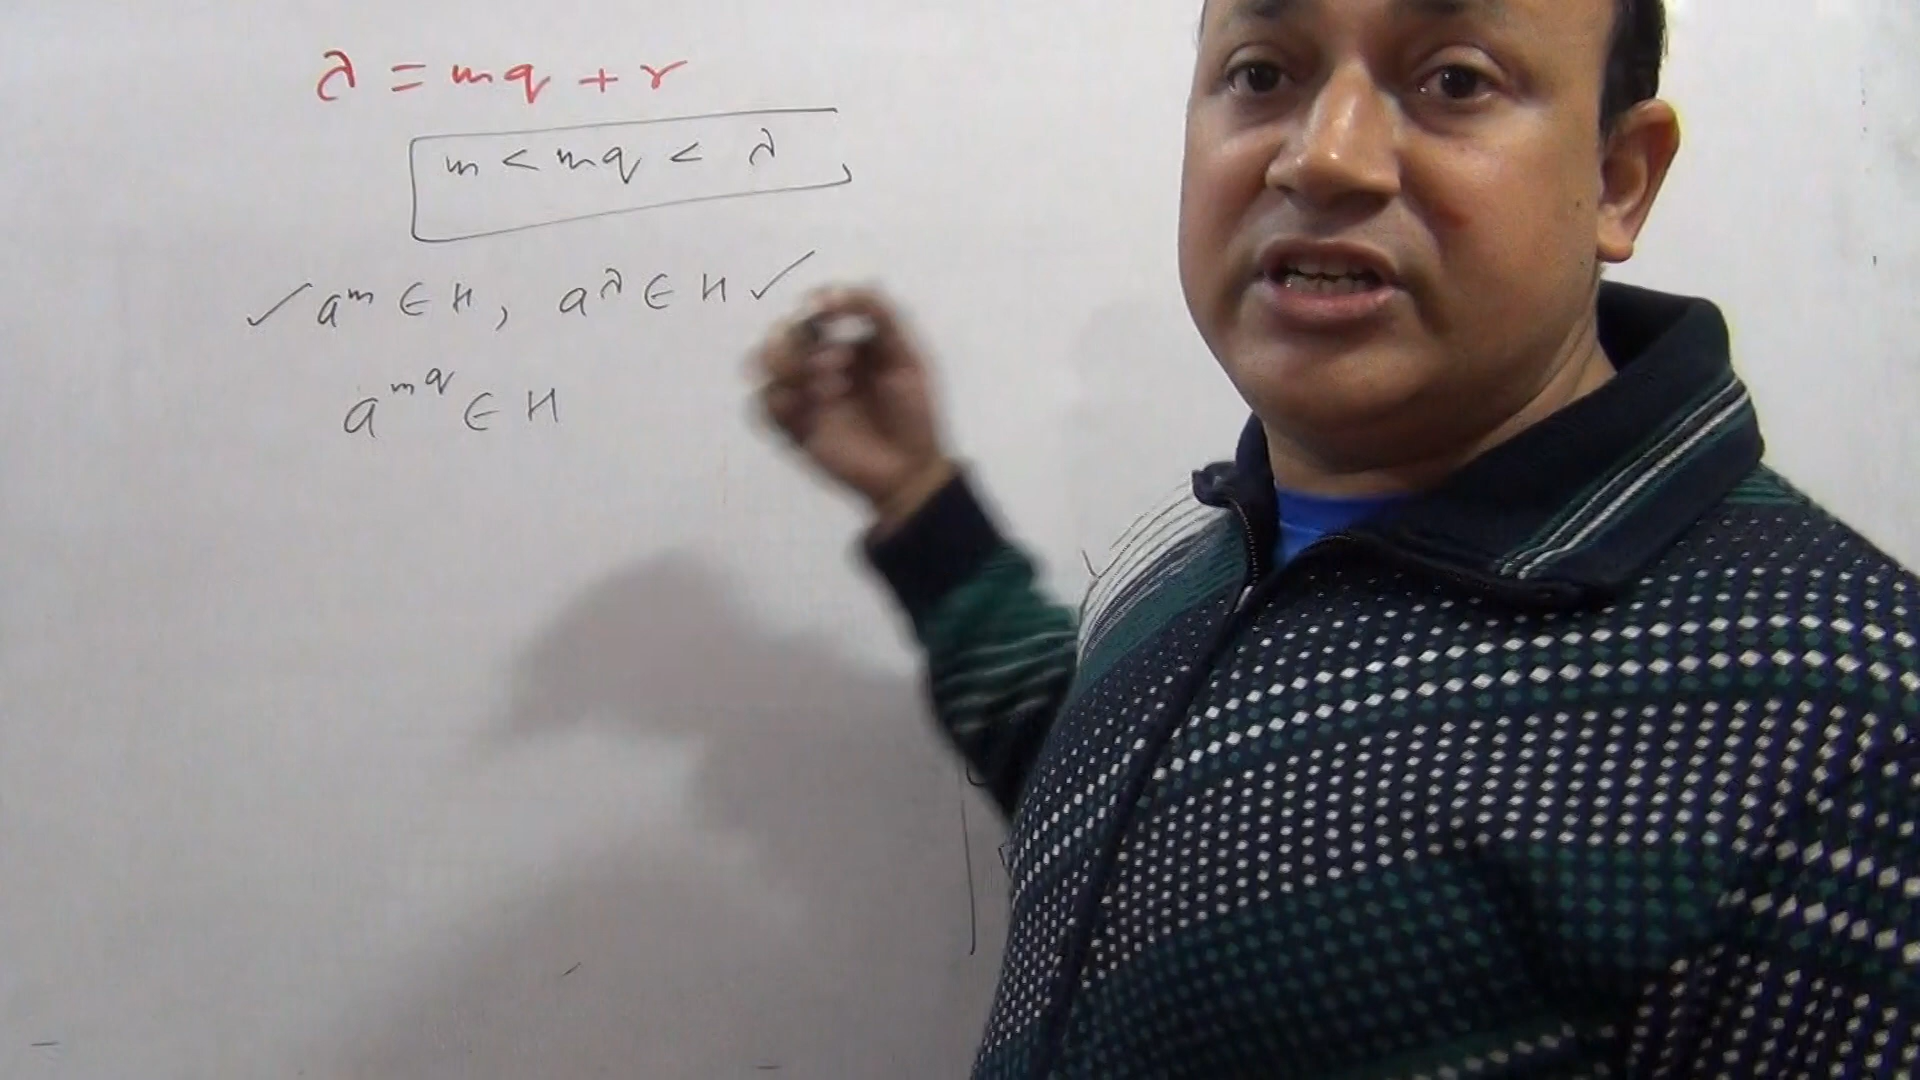 λ = mq + r
m < mq < λ
✓ a^m ∈ H, a^λ ∈ H ✓
a^mq ∈ H